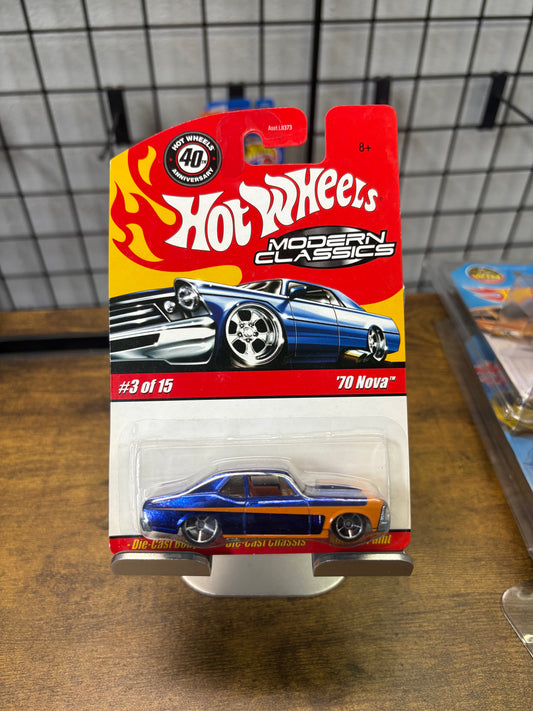 Asst.L8373
8+
HOT WHEELS
40TH
ANNIVERSARY
HOT WHEELS
MODERN
CLASSICS
#3 of 15
'70 Nova™
- Die-Cast Body
Die-Cast Chassis
Paint